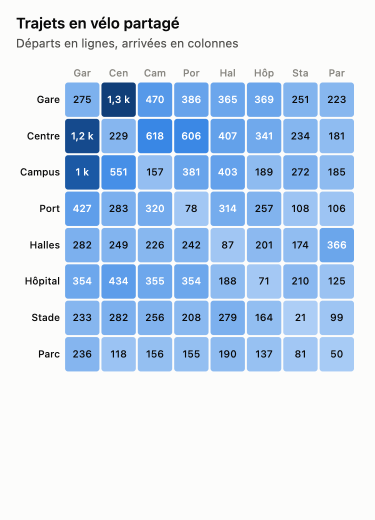 Trajets en vélo partagé
Départs en lignes, arrivées en colonnes
Gar Cen Cam Por Hal Hôp Sta Par
Gare 275 1,3 k 470 386 365 369 251 223
Centre 1,2 k 229 618 606 407 341 234 181
Campus 1 k 551 157 381 403 189 272 185
Port 427 283 320 78 314 257 108 106
Halles 282 249 226 242 87 201 174 366
Hôpital 354 434 355 354 188 71 210 125
Stade 233 282 256 208 279 164 21 99
Parc 236 118 156 155 190 137 81 50